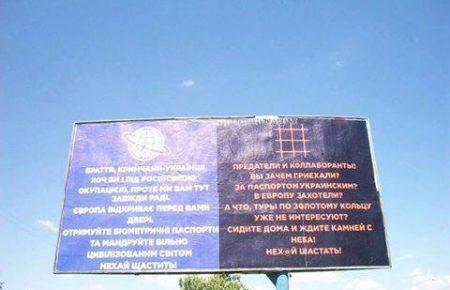 БРАТТЯ, КРИМЧАНИ-УКРАЇНЦІ!
ХОЧ ВИ І ПІД РОСІЙСЬКОЮ
ОКУПАЦІЄЮ, ПРОТЕ МИ ВАМ ТУТ
ЗАВЖДИ РАДІ.
ЄВРОПА ВІДКРИВАЄ ПЕРЕД ВАМИ
ДВЕРІ.
ОТРИМУЙТЕ БІОМЕТРИЧНІ ПАСПОРТИ
ТА МАНДРУЙТЕ ВІЛЬНО
ЦИВІЛІЗОВАНИМ СВІТОМ
НЕХАЙ ЩАСТИТЬ!
ПРЕДАТЕЛИ И КОЛЛАБОРАНТЫ!
ВЫ ЗАЧЕМ ПРИЕХАЛИ?
ЗА ПАСПОРТОМ УКРАИНСКИМ?
В ЕВРОПУ ЗАХОТЕЛИ?
А ЧТО, ТУРЫ ПО ЗОЛОТОМУ КОЛЬЦУ
УЖЕ НЕ ИНТЕРЕСУЮТ?
СИДИТЕ ДОМА И ЖДИТЕ КАМНЕЙ С
НЕБА!
ШАСТАТЬ!